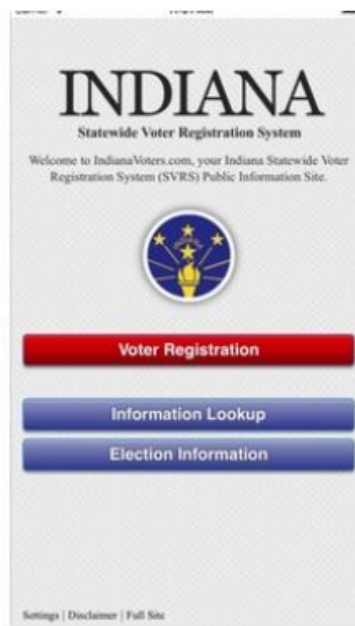 INDIANA
Statewide Voter Registration System
Welcome to IndianaVoters.com, your Indiana Statewide Voter
Registration System (SVRS) Public Information Site.
INDIANA
Voter Registration
Information Lookup
Election Information
Settings | Disclaimer | Full Site